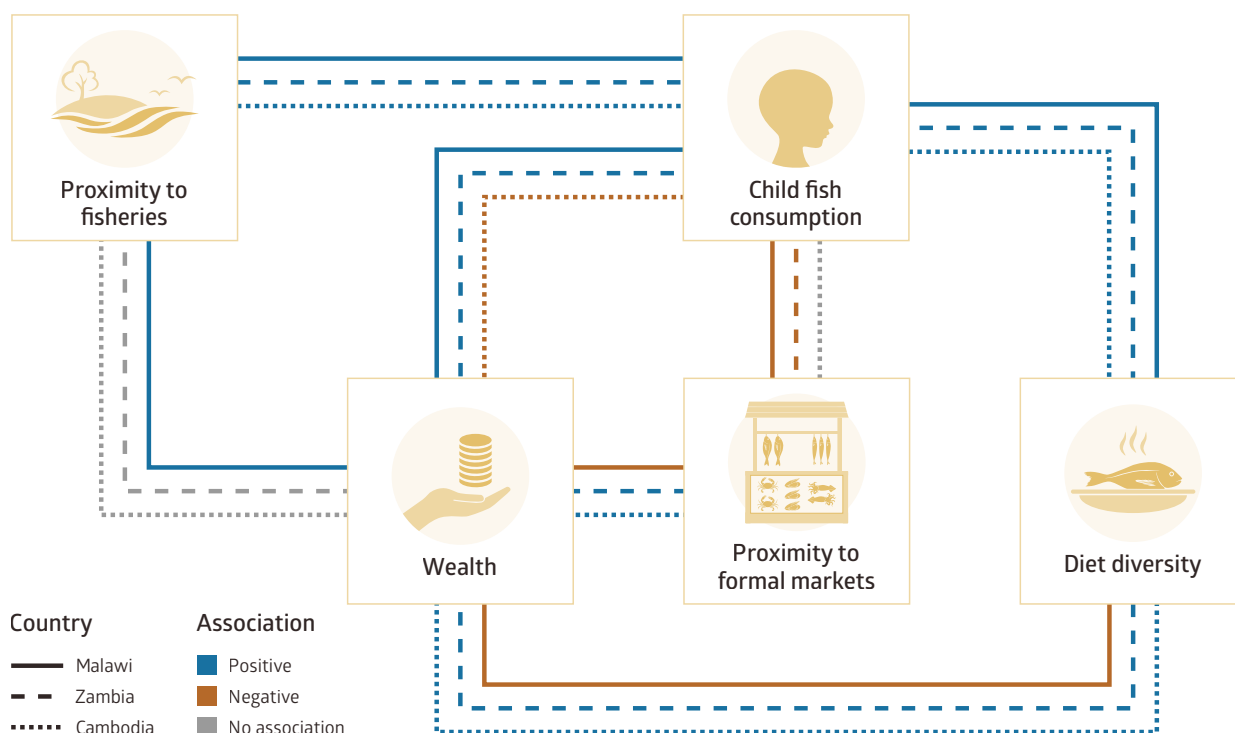 Proximity to
fisheries
Child fish
consumption
Wealth
Proximity to
formal markets
Diet diversity
Country
Malawi
Zambia
Cambodia
Association
Positive
Negative
No association